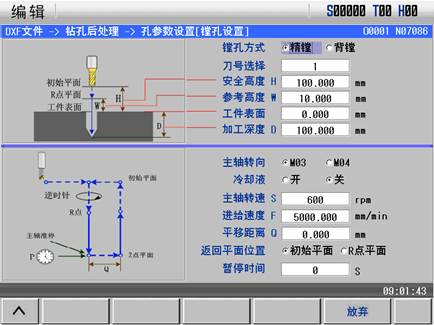 编辑 S00000 T00 H00
DXF文件 -> 钻孔后处理 -> 孔参数设置[镗孔设置] O0001 N07086
镗孔方式 精镗 背镗
刀号选择 1
安全高度 H 100.000 mm
参考高度 W 10.000 mm
工件表面 0.000 mm
加工深度 D 100.000 mm
初始平面
R点平面
工件表面
H
W
D
主轴转向 M03 M04
冷却液 开 关
主轴转速 S 600 rpm
进给速度 F 5000.000 mm/min
平移距离 Q 0.000 mm
返回平面位置 初始平面 R点平面
暂停时间 0 S
初始平面
逆时针
R点
主轴准停
P
Z点平面
Q
09:01:43
放弃